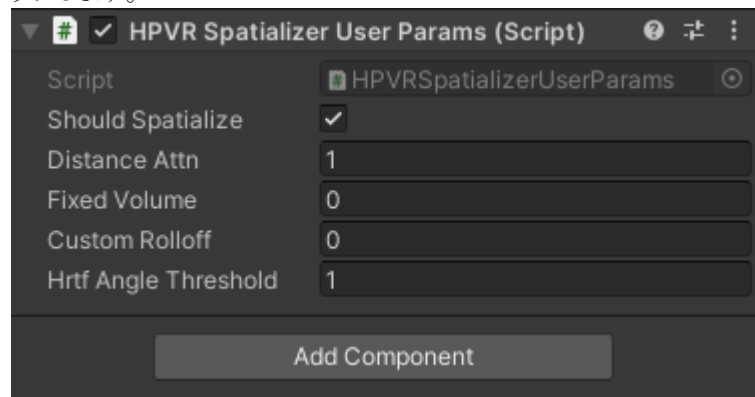 HPVR Spatializer User Params (Script)
Script HPVRSpatializerUserParams
Should Spatialize
Distance Attn 1
Fixed Volume 0
Custom Rolloff 0
Hrtf Angle Threshold 1
Add Component